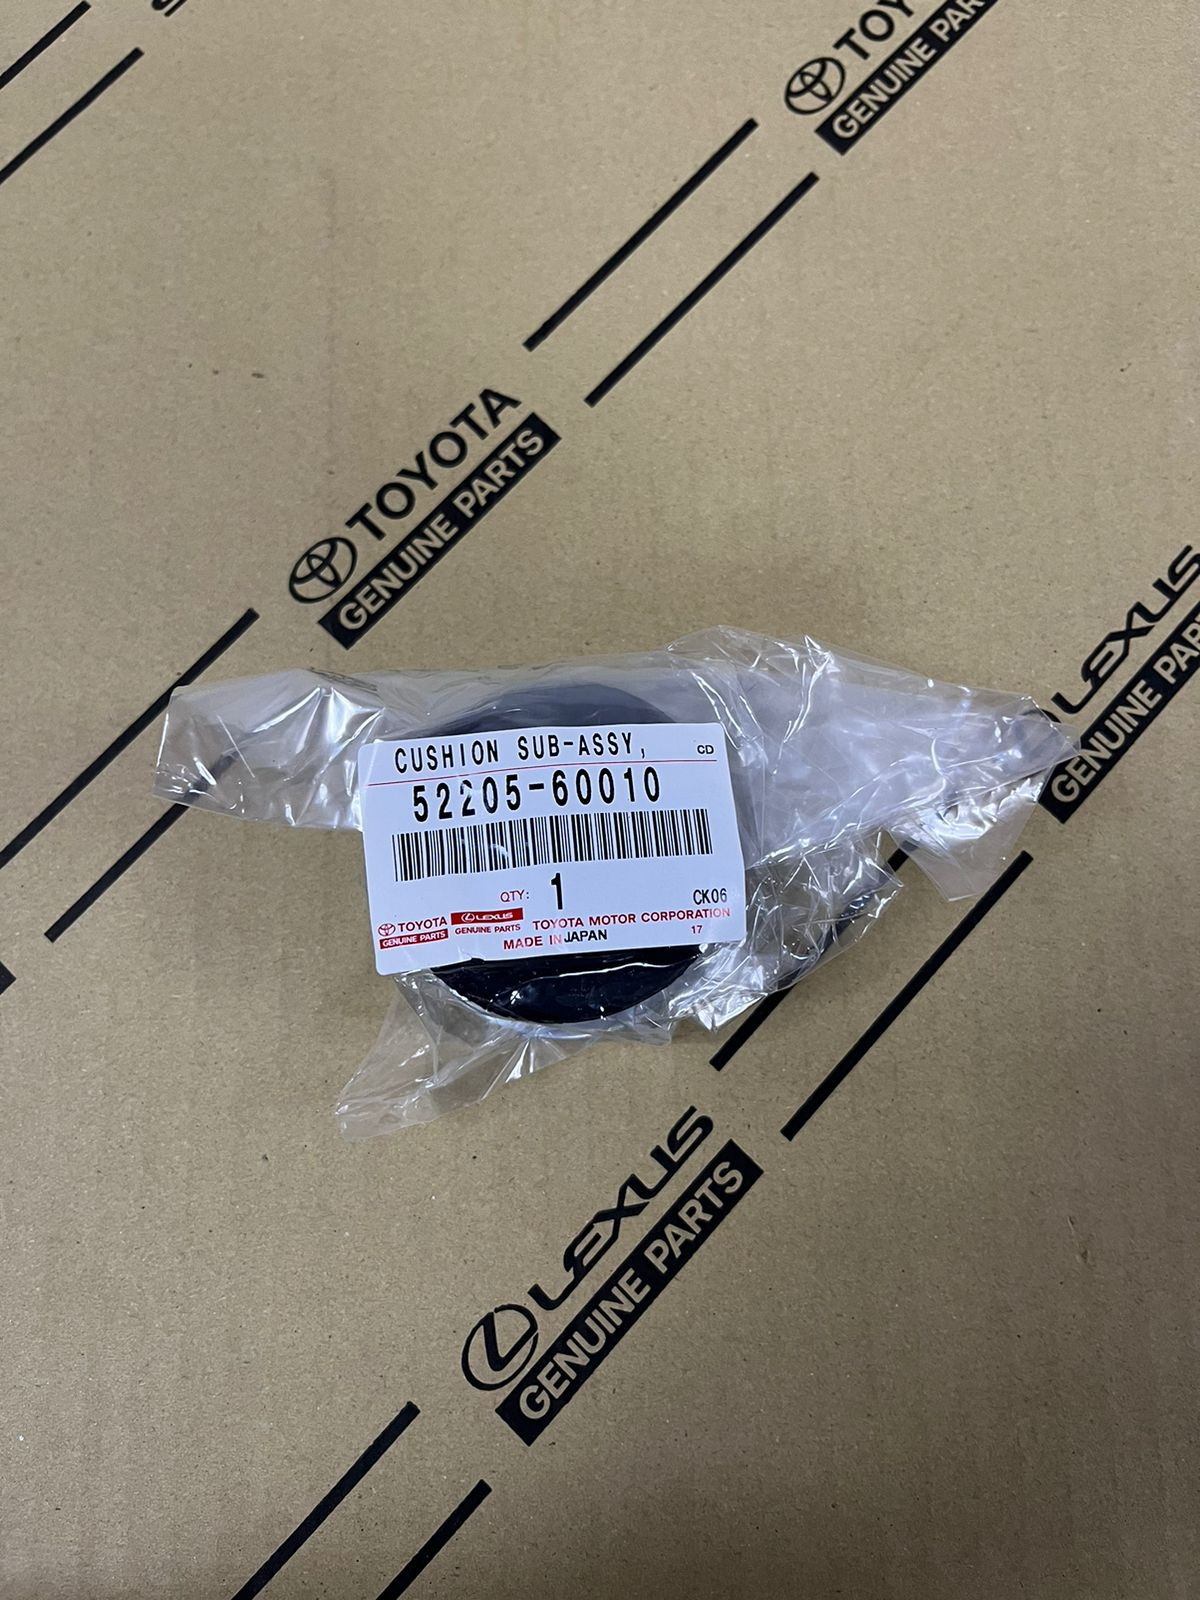 TOYOTA
GENUINE PARTS
TOYOTA
GENUINE PARTS
LEXUS
GENUINE PARTS
CUSHION SUB-ASSY, CD
52205-60010
QTY: 1 CK06
TOYOTA GENUINE PARTS LEXUS GENUINE PARTS TOYOTA MOTOR CORPORATION
MADE IN JAPAN 17
LEXUS
GENUINE PARTS